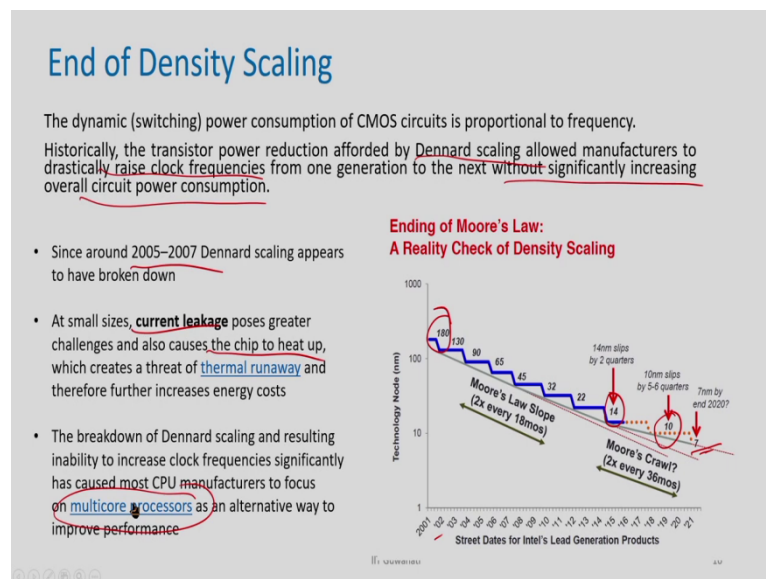 End of Density Scaling
The dynamic (switching) power consumption of CMOS circuits is proportional to frequency.
Historically, the transistor power reduction afforded by Dennard scaling allowed manufacturers to
drastically raise clock frequencies from one generation to the next without significantly increasing
overall circuit power consumption.
• Since around 2005–2007 Dennard scaling appears
to have broken down
• At small sizes, current leakage poses greater
challenges and also causes the chip to heat up,
which creates a threat of thermal runaway and
therefore further increases energy costs
• The breakdown of Dennard scaling and resulting
inability to increase clock frequencies significantly
has caused most CPU manufacturers to focus
on multicore processors as an alternative way to
improve performance
Ending of Moore's Law:
A Reality Check of Density Scaling
Technology Node (nm)
1000
100
10
1
180
130
90
65
45
32
22
14
10
7
14nm slips
by 2 quarters
10nm slips
by 5-6 quarters
7nm by
end 2020?
Moore's Law Slope
(2x every 18mos)
Moore's Crawl?
(2x every 36mos)
2001 '02 '03 '04 '05 '06 '07 '08 '09 '10 '11 '12 '13 '14 '15 '16 '17 '18 '19 '20 '21
Street Dates for Intel's Lead Generation Products